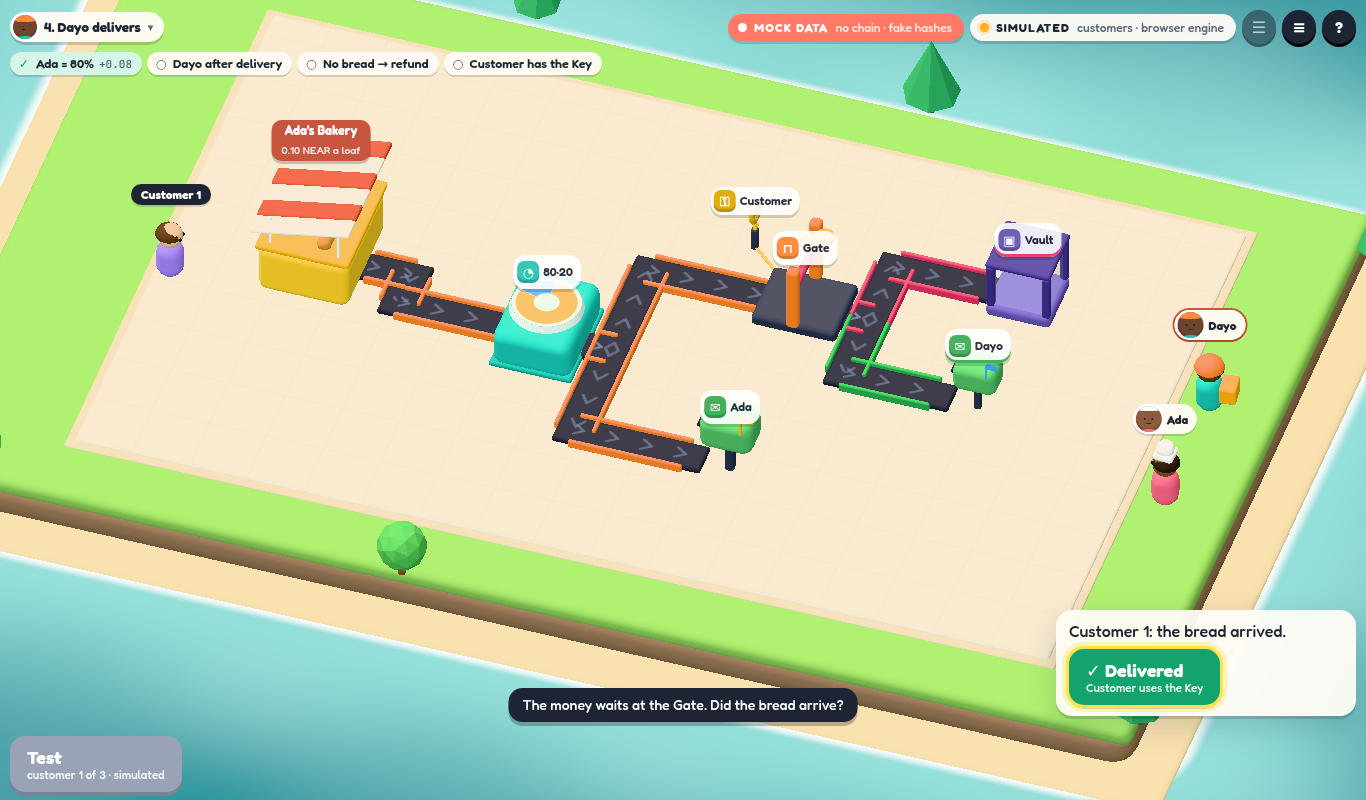 4. Dayo delivers ▾
MOCK DATA no chain · fake hashes
SIMULATED customers · browser engine
?
✓ Ada = 80% +0.08
Dayo after delivery
No bread → refund
Customer has the Key
Ada's Bakery
0.10 NEAR a loaf
Customer 1
Customer
Gate
Vault
80-20
Dayo
Dayo
Ada
Ada
Customer 1: the bread arrived.
✓ Delivered
Customer uses the Key
The money waits at the Gate. Did the bread arrive?
Test
customer 1 of 3 · simulated